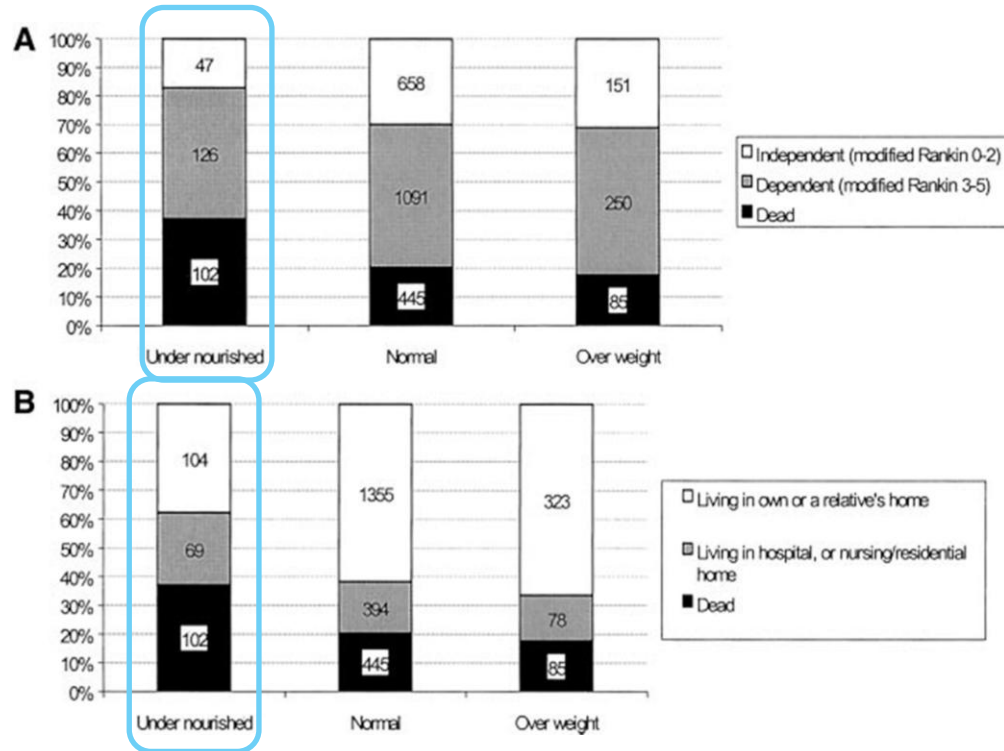 A
100%
90%
80%
70%
60%
50%
40%
30%
20%
10%
0%
47
126
102
658
1091
445
151
250
85
Under nourished
Normal
Over weight
Independent (modified Rankin 0-2)
Dependent (modified Rankin 3-5)
Dead
B
100%
90%
80%
70%
60%
50%
40%
30%
20%
10%
0%
104
69
102
1355
394
445
323
78
85
Under nourished
Normal
Over weight
Living in own or a relative's home
Living in hospital, or nursing/residential
home
Dead